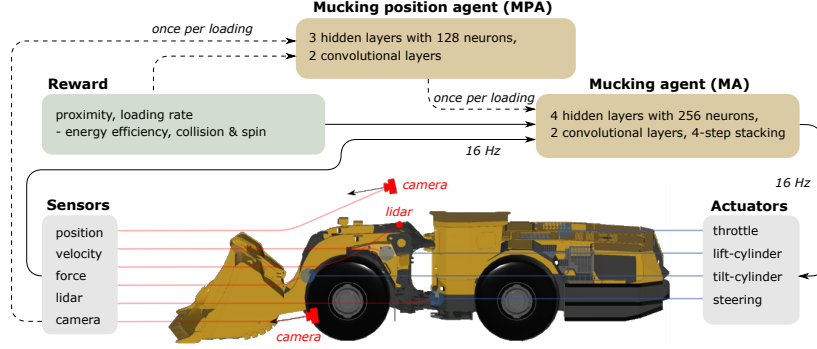 Mucking position agent (MPA)
once per loading
3 hidden layers with 128 neurons,
2 convolutional layers
Reward
Mucking agent (MA)
once per loading
proximity, loading rate
- energy efficiency, collision & spin
4 hidden layers with 256 neurons,
2 convolutional layers, 4-step stacking
16 Hz
16 Hz
camera
Sensors
lidar
Actuators
position
velocity
force
lidar
camera
throttle
lift-cylinder
tilt-cylinder
steering
camera